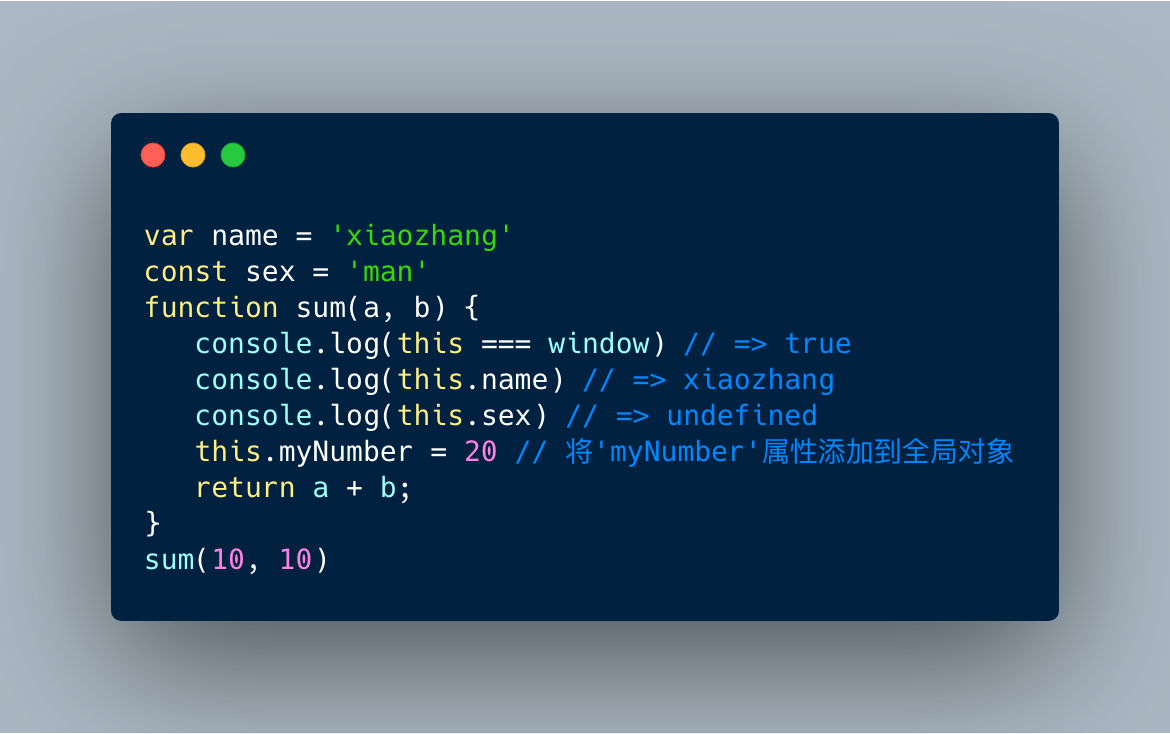 var name = 'xiaozhang'
const sex = 'man'
function sum(a, b) {
   console.log(this === window) // => true
   console.log(this.name) // => xiaozhang
   console.log(this.sex) // => undefined
   this.myNumber = 20 // 将'myNumber'属性添加到全局对象
   return a + b;
}
sum(10, 10)